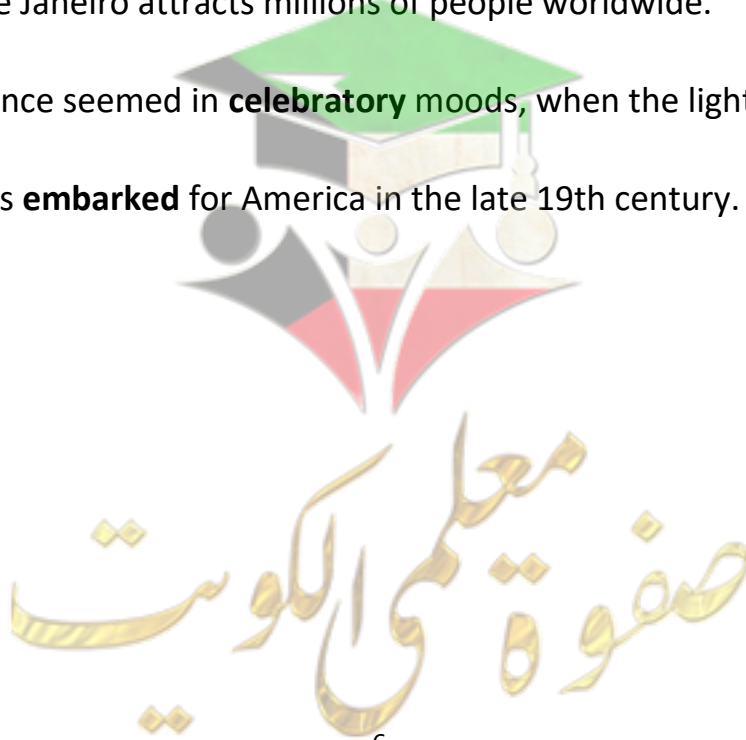 e Janeiro attracts millions of people worldwide.
nce seemed in celebratory moods, when the light
s embarked for America in the late 19th century.
صفوة معلمى الكويت